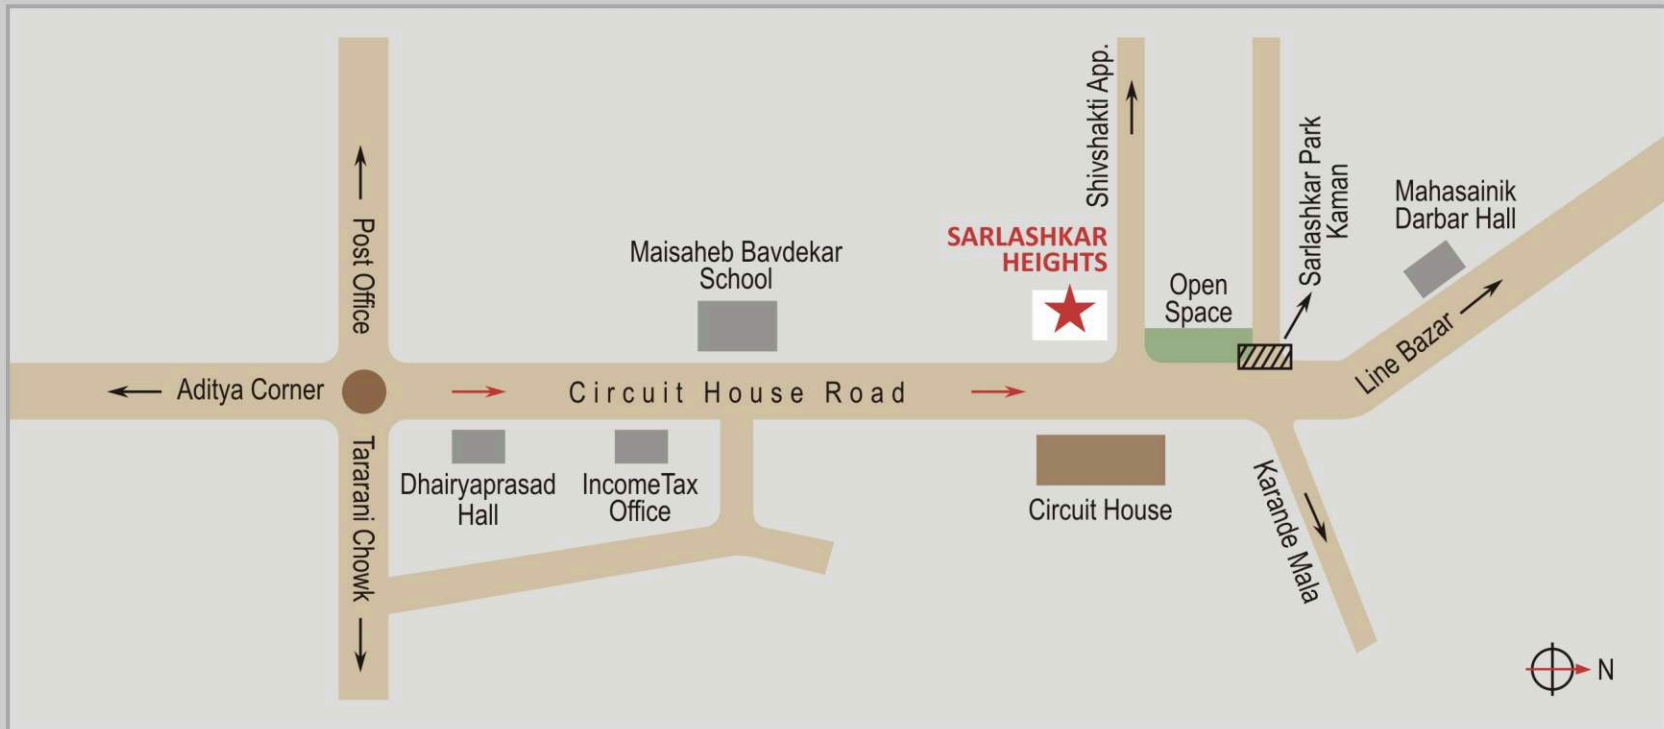 Post Office
Aditya Corner
Tararani Chowk
Circuit House Road
Maisaheb Bavdekar
School
Dhairyaprasad
Hall
IncomeTax
Office
SARLASHKAR
HEIGHTS
Shivshakti App.
Open
Space
Sarlashkar Park
Kaman
Mahasainik
Darbar Hall
Line Bazar
Circuit House
Karande Mala
N